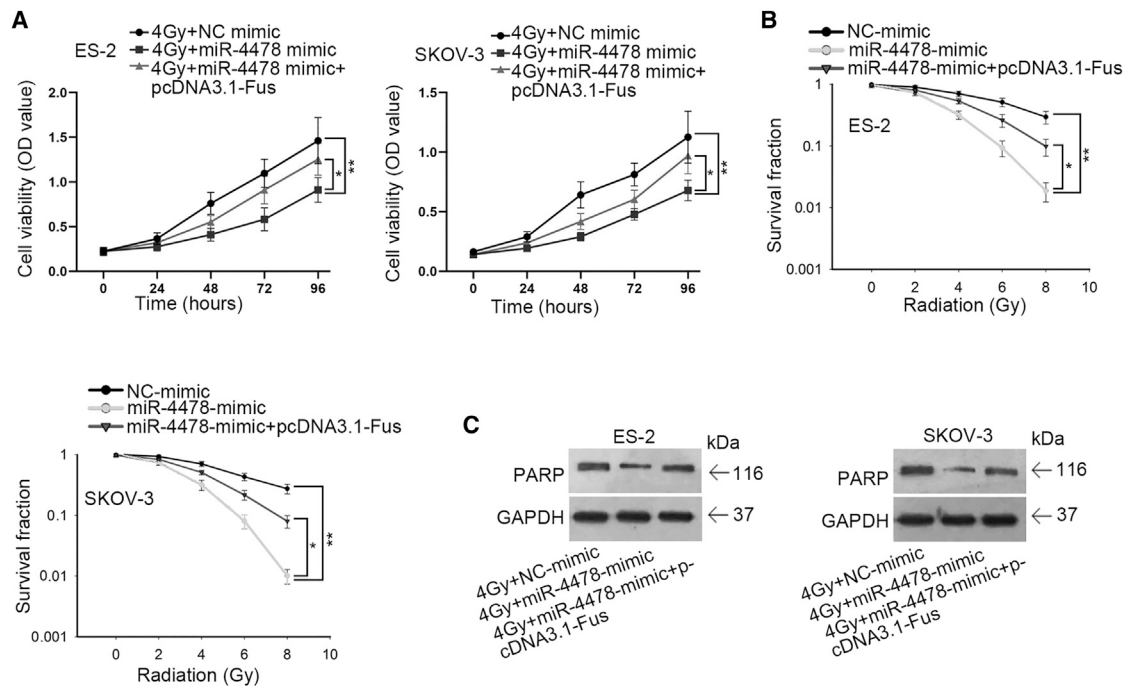 A
ES-2
4Gy+NC mimic
4Gy+miR-4478 mimic
4Gy+miR-4478 mimic+
pcDNA3.1-Fus
Cell viability (OD value)
2.0
1.5
1.0
0.5
0.0
0 24 48 72 96
Time (hours)
*
**
SKOV-3
4Gy+NC mimic
4Gy+miR-4478 mimic
4Gy+miR-4478 mimic+
pcDNA3.1-Fus
Cell viability (OD value)
1.5
1.0
0.5
0.0
0 24 48 72 96
Time (hours)
*
**
B
NC-mimic
miR-4478-mimic
miR-4478-mimic+pcDNA3.1-Fus
ES-2
Survival fraction
1
0.1
0.01
0.001
0 2 4 6 8 10
Radiation (Gy)
*
**
NC-mimic
miR-4478-mimic
miR-4478-mimic+pcDNA3.1-Fus
SKOV-3
Survival fraction
1
0.1
0.01
0.001
0 2 4 6 8 10
Radiation (Gy)
*
**
C
ES-2 kDa
PARP ←116
GAPDH ←37
4Gy+NC-mimic
4Gy+miR-4478-mimic
4Gy+miR-4478-mimic+p-
cDNA3.1-Fus
SKOV-3 kDa
PARP ←116
GAPDH ←37
4Gy+NC-mimic
4Gy+miR-4478-mimic
4Gy+miR-4478-mimic+p-
cDNA3.1-Fus